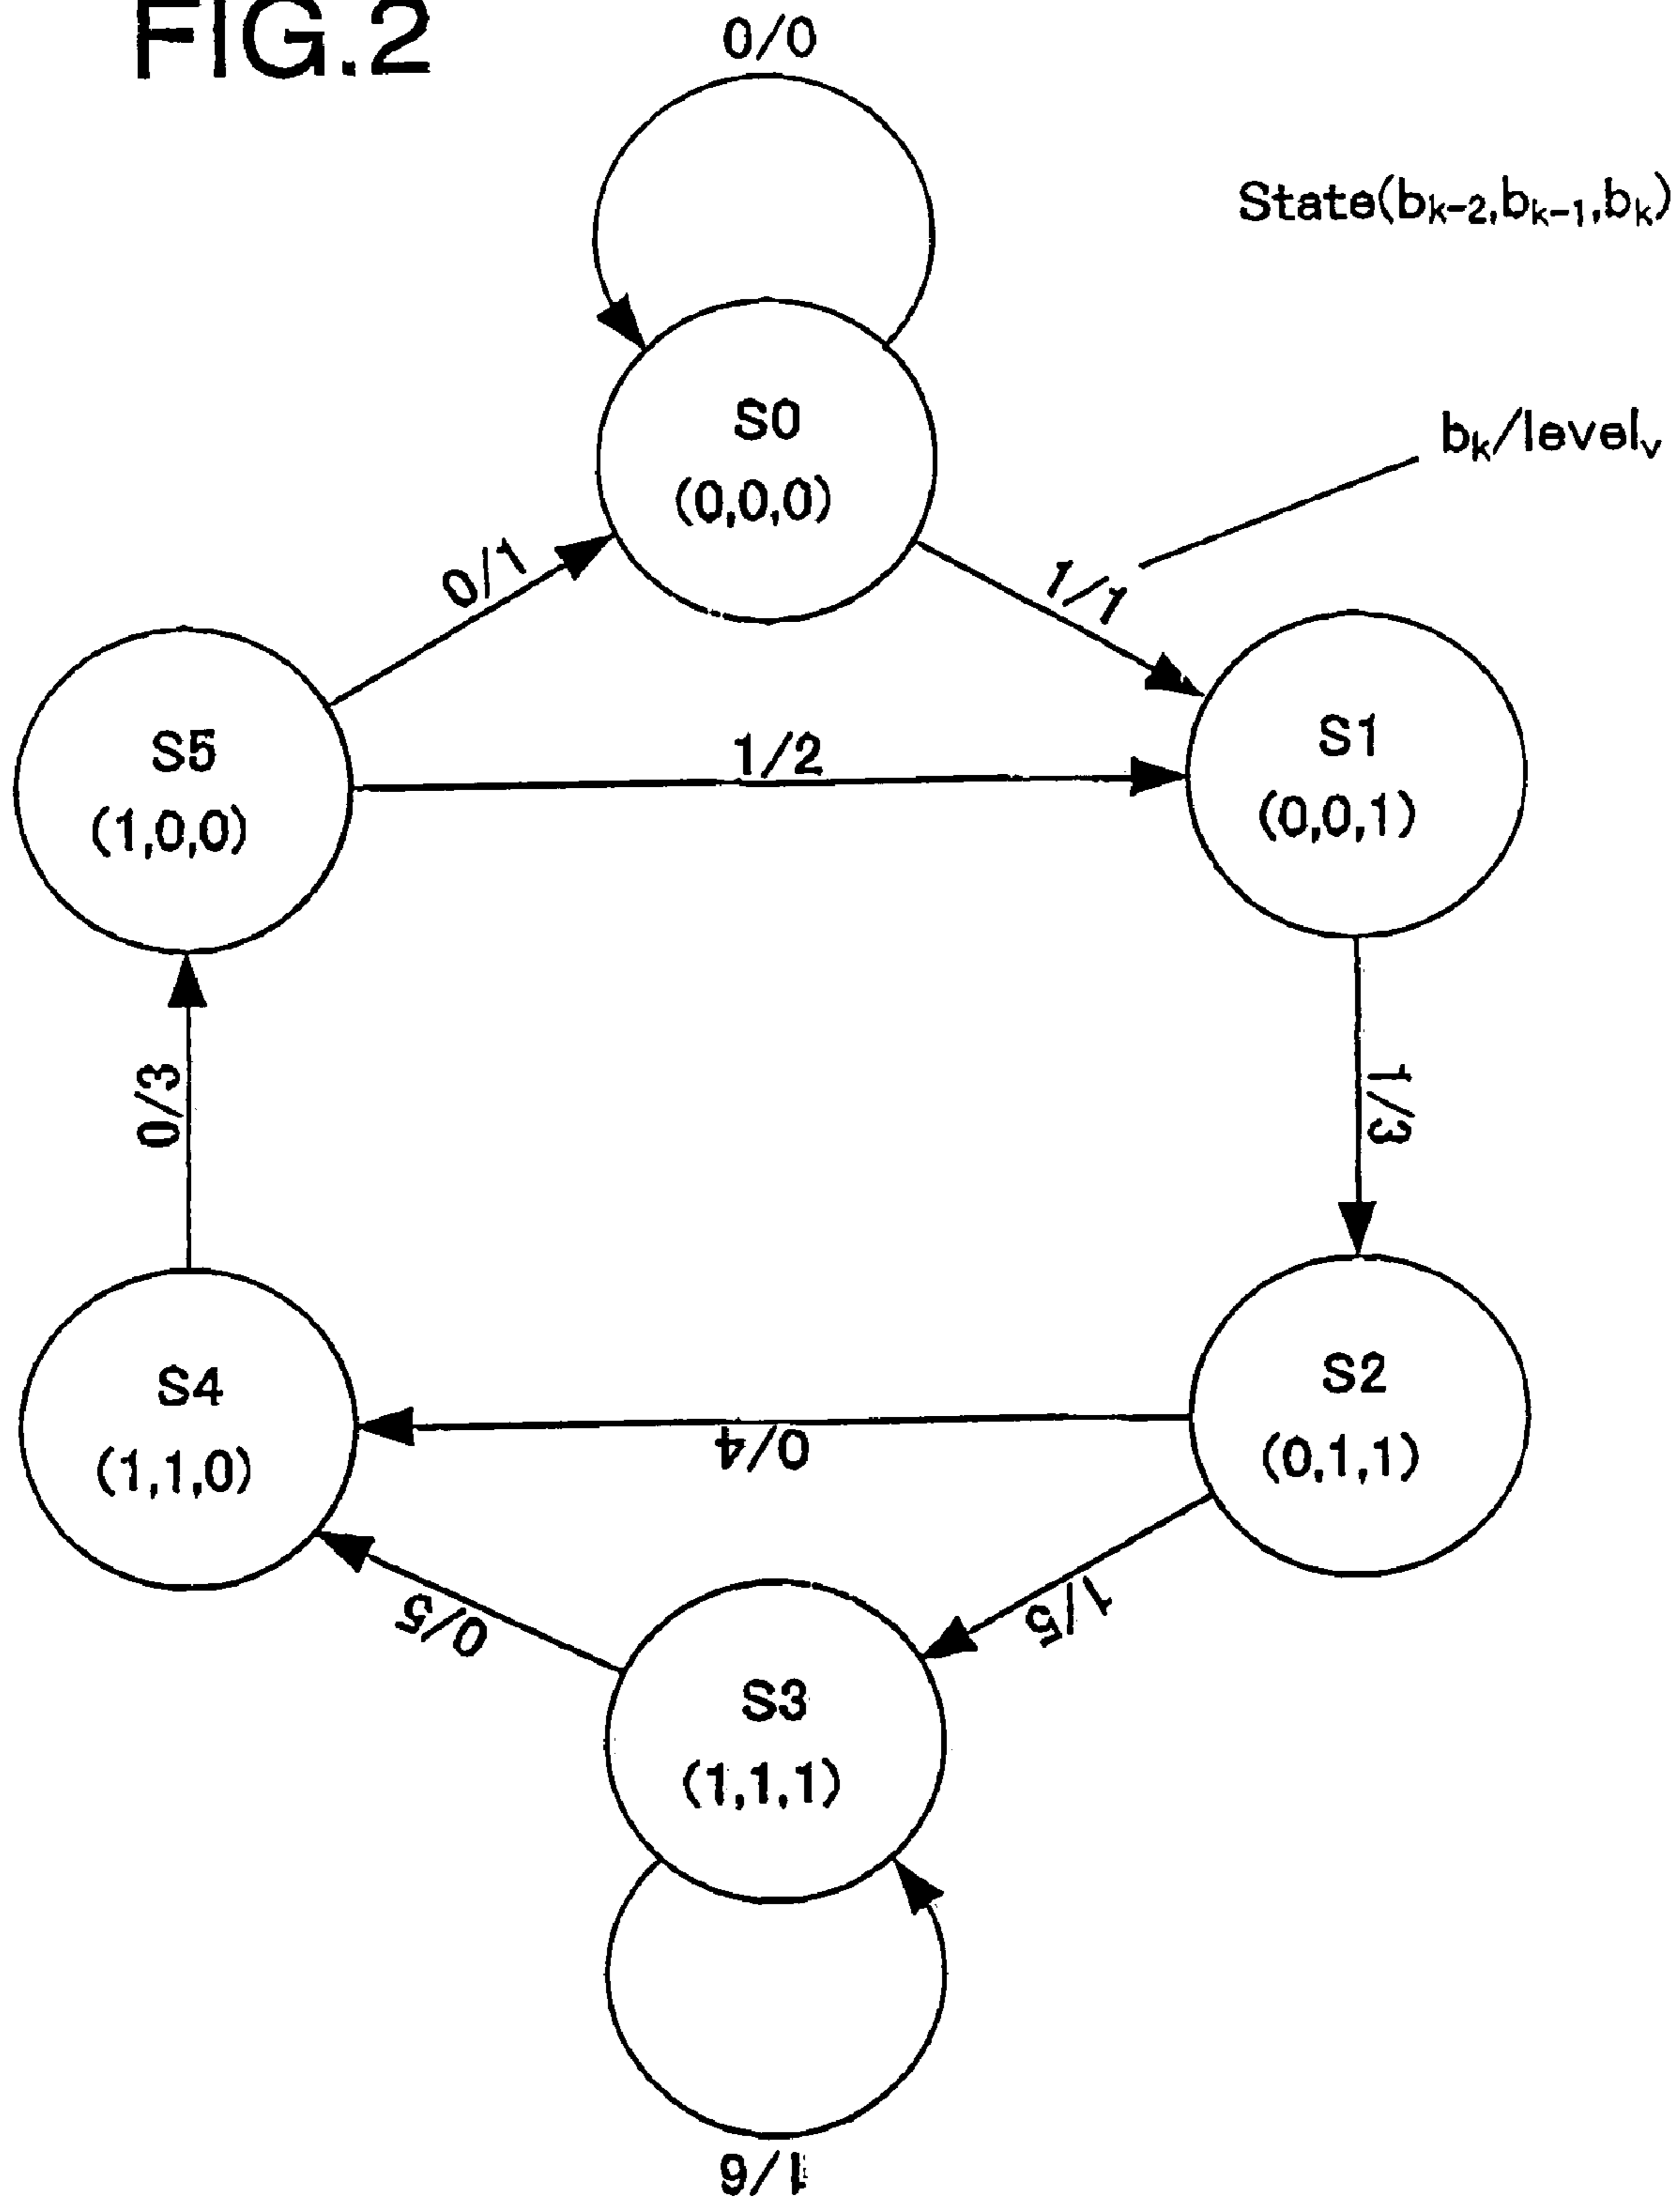 FIG.2
0/0
State(bk-2,bk-1,bk)
S0
(0,0,0)
bk/levelv
0/1
1/1
S5
(1,0,0)
1/2
S1
(0,0,1)
0/3
1/3
S4
(1,1,0)
0/4
S2
(0,1,1)
0/5
1/5
S3
(1,1,1)
1/6